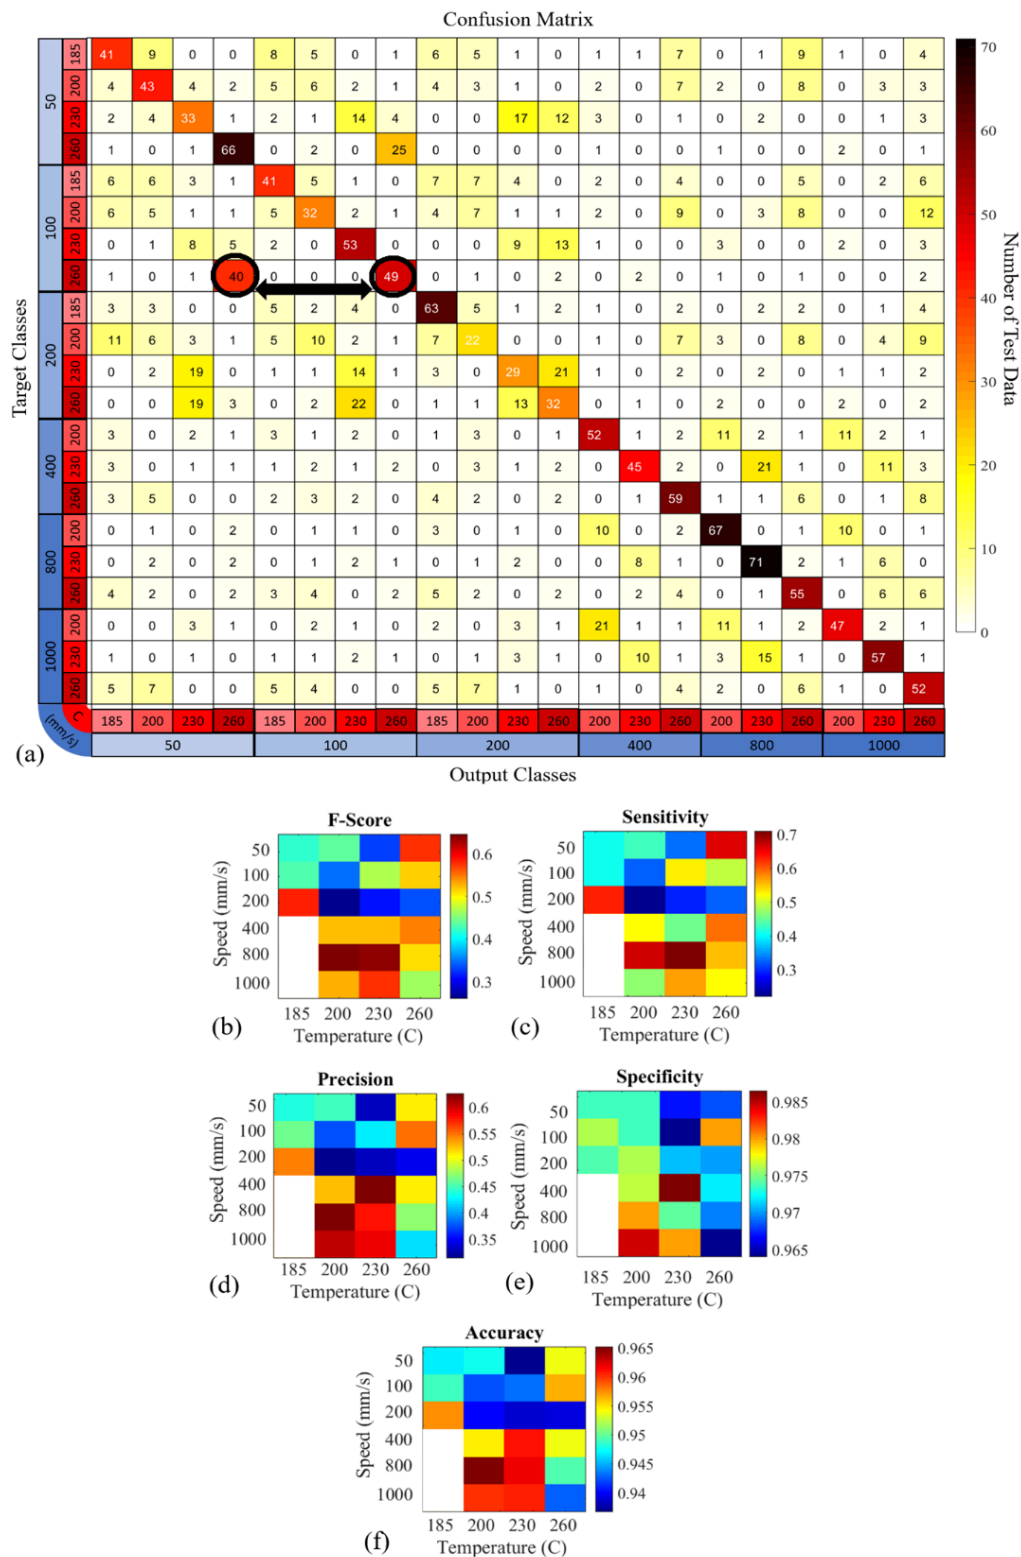 Confusion Matrix
50 185 41 9 0 0 8 5 0 1 6 5 1 0 1 1 7 0 0 9 1 0 4 70
200 4 43 4 2 5 6 2 1 4 3 1 0 2 0 7 2 0 8 0 3 3
230 2 4 33 1 2 1 14 4 0 0 17 12 3 0 1 0 2 0 0 1 3
260 1 0 1 66 0 2 0 25 0 0 0 0 1 0 0 1 0 0 2 0 1 60
100 185 6 6 3 1 41 5 1 0 7 7 4 0 2 0 4 0 0 5 0 2 6
200 6 5 1 1 5 32 2 1 4 7 1 1 2 0 9 0 3 8 0 0 12 50
230 0 1 8 5 2 0 53 0 0 0 9 13 1 0 0 3 0 0 2 0 3
260 1 0 1 40 0 0 0 49 0 1 0 2 0 2 0 1 0 1 0 0 2
200 185 3 3 0 0 5 2 4 0 63 5 1 2 1 0 2 0 2 1 0 1 4 40
200 11 6 3 1 5 10 2 1 7 22 0 0 1 0 7 3 0 8 0 4 9
230 0 2 19 0 1 1 14 1 3 0 29 21 1 0 2 0 2 0 1 1 2
260 0 0 19 3 0 2 22 0 1 1 13 32 0 1 0 2 0 0 2 0 2 30
400 200 3 0 2 1 3 1 2 0 1 3 0 1 52 1 2 11 2 1 11 2 1
230 3 0 1 1 1 2 1 2 0 3 1 2 0 45 2 0 21 1 0 11 3 20
260 3 5 0 0 2 3 2 0 4 2 0 2 0 1 59 1 1 6 0 1 8
800 200 0 1 0 2 0 1 1 0 3 0 1 0 10 0 2 67 0 1 10 0 1
230 0 2 0 2 0 2 1 1 0 1 2 0 0 8 1 0 71 2 1 6 0 10
260 4 2 0 2 3 4 0 2 5 2 0 2 0 2 4 0 1 55 0 6 6
1000 200 0 0 3 1 0 2 1 0 2 0 3 1 21 1 1 11 1 2 47 2 1 0
230 1 0 1 1 0 2 1 0 1 0 3 1 0 10 1 3 15 1 0 57 1
260 5 7 0 0 5 4 0 0 5 7 1 0 1 0 4 2 0 6 1 0 52
Target Classes
Number of Test Data
C 185 200 230 260 185 200 230 260 185 200 230 260 200 230 260 200 230 260 200 230 260
(mm/s) 50 100 200 400 800 1000
(a)
Output Classes
F-Score
50
100
200
400
800
1000
0.6
0.5
0.4
0.3
Speed (mm/s)
185 200 230 260
(b) Temperature (C)
Sensitivity
50
100
200
400
800
1000
0.7
0.6
0.5
0.4
0.3
Speed (mm/s)
185 200 230 260
(c) Temperature (C)
Precision
50
100
200
400
800
1000
0.6
0.55
0.5
0.45
0.4
0.35
Speed (mm/s)
185 200 230 260
(d) Temperature (C)
Specificity
50
100
200
400
800
1000
0.985
0.98
0.975
0.97
0.965
Speed (mm/s)
185 200 230 260
(e) Temperature (C)
Accuracy
50
100
200
400
800
1000
0.965
0.96
0.955
0.95
0.945
0.94
Speed (mm/s)
185 200 230 260
(f) Temperature (C)